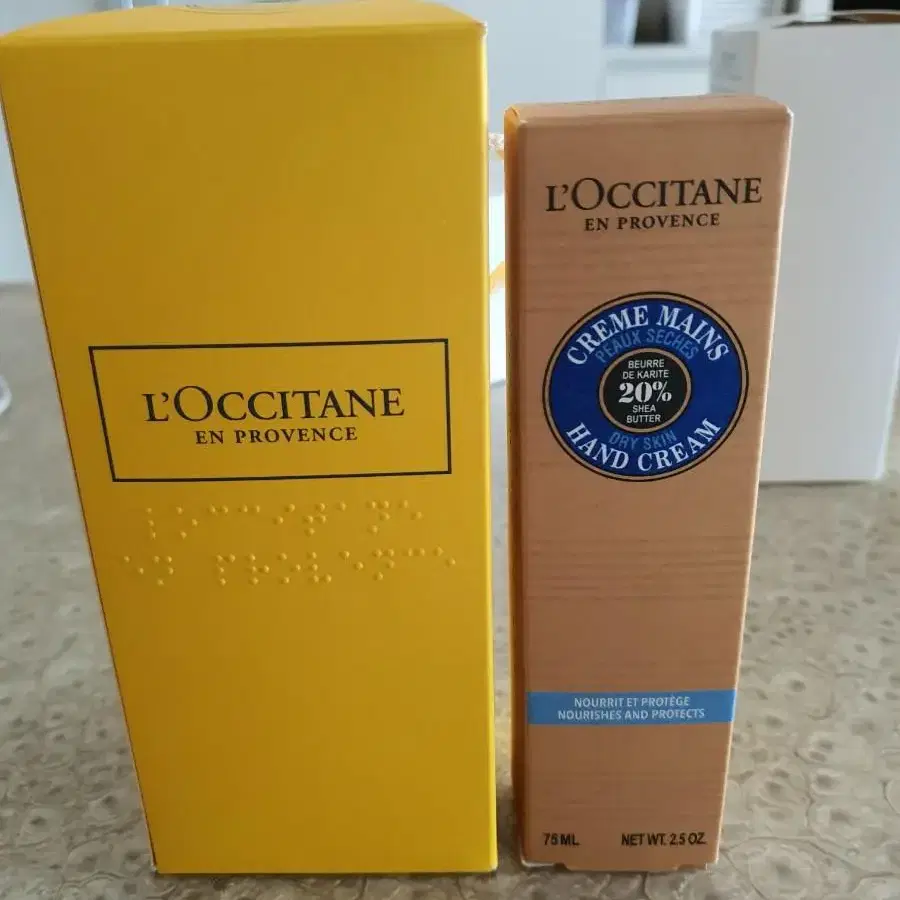 L'OCCITANE
EN PROVENCE
L'OCCITANE
EN PROVENCE
CREME MAINS
PEAUX SECHES
BEURRE
DE KARITE
20%
SHEA
BUTTER
DRY SKIN
HAND CREAM
NOURRIT ET PROTÈGE
NOURISHES AND PROTECTS
75 ML NET WT. 2.5 OZ.